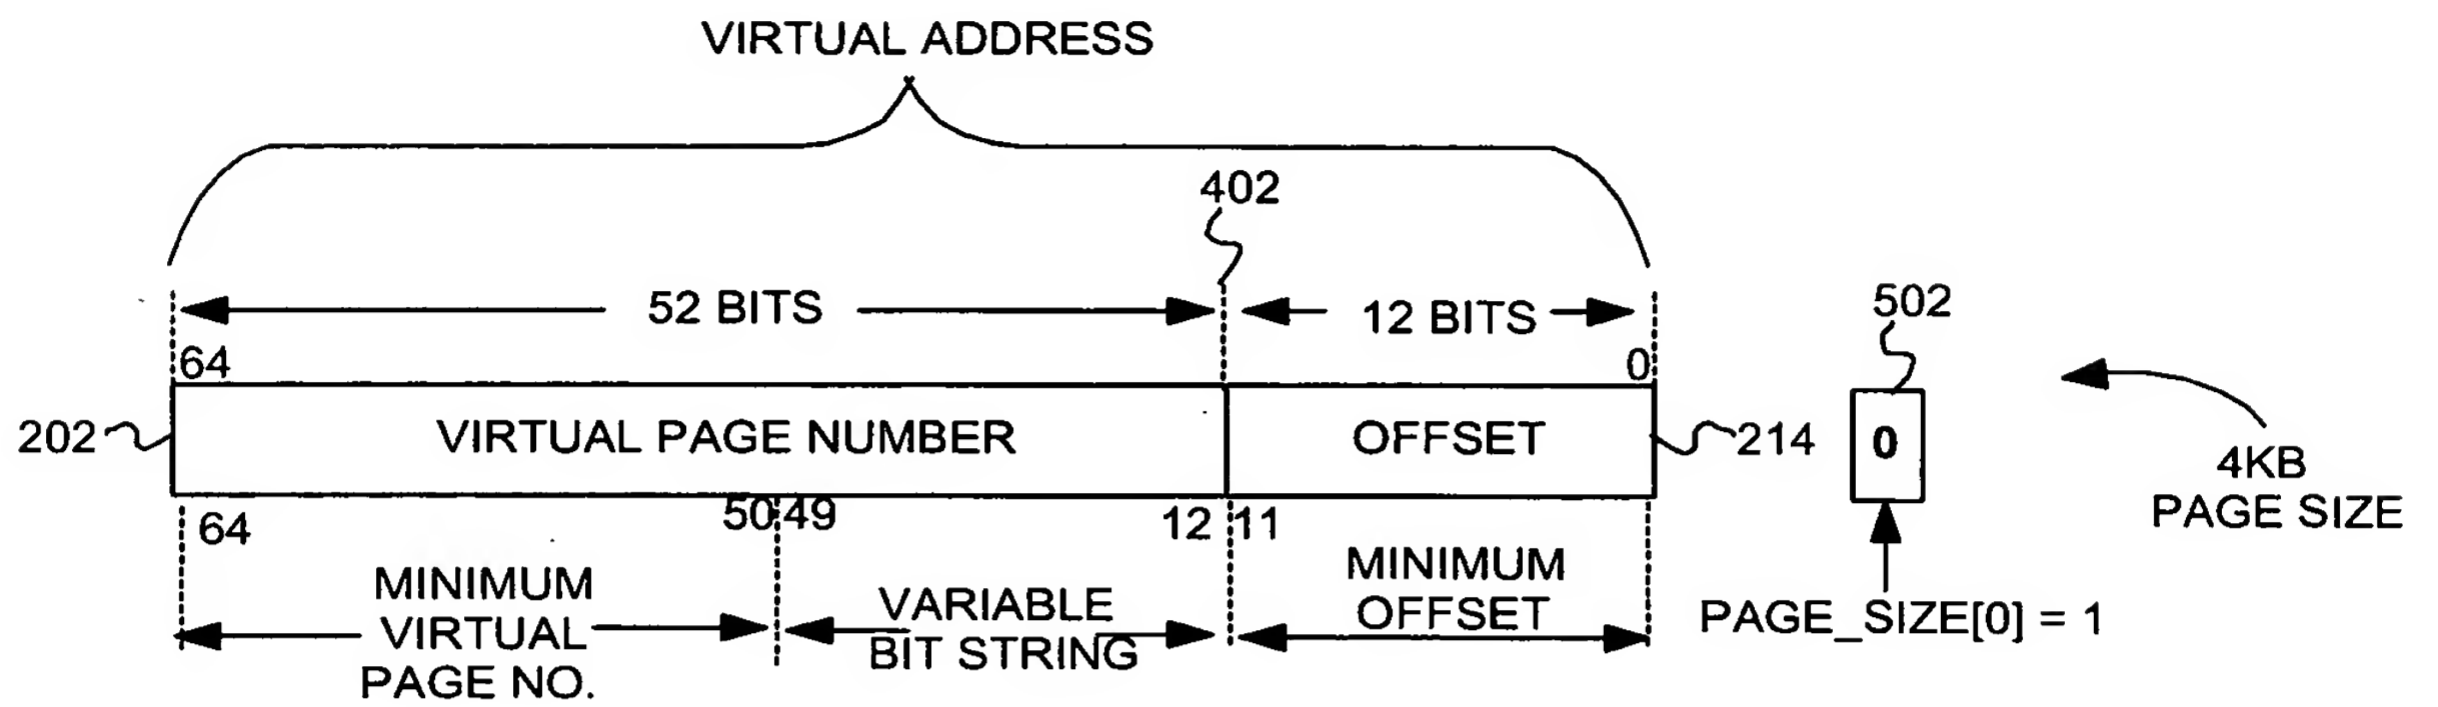 VIRTUAL ADDRESS
402
52 BITS
12 BITS
502
64
0
202
VIRTUAL PAGE NUMBER
OFFSET
214
0
4KB
PAGE SIZE
64
50
49
12
11
MINIMUM
VIRTUAL
PAGE NO.
VARIABLE
BIT STRING
MINIMUM
OFFSET
PAGE_SIZE[0] = 1